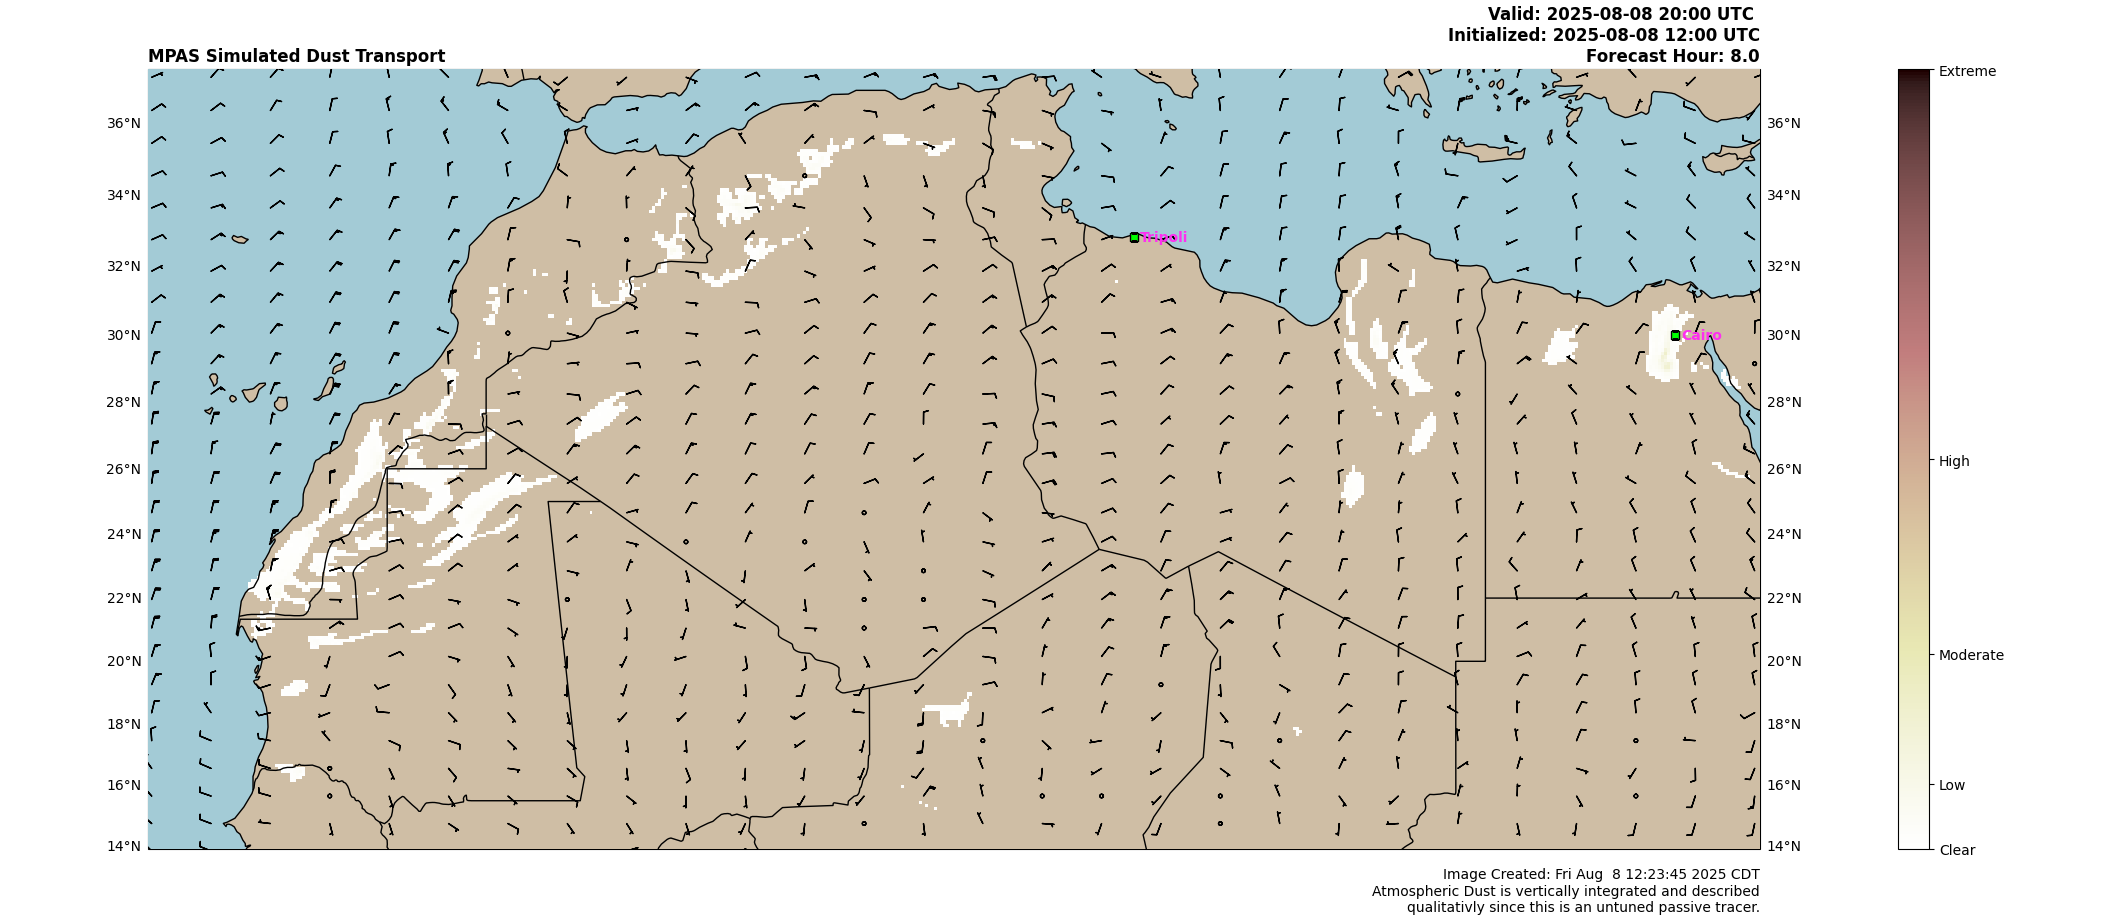 Valid: 2025-08-08 20:00 UTC
Initialized: 2025-08-08 12:00 UTC
MPAS Simulated Dust Transport
Forecast Hour: 8.0
Extreme
36°N
36°N
34°N
34°N
Tripoli
32°N
32°N
30°N
Cairo
30°N
28°N
28°N
26°N
26°N
High
24°N
24°N
22°N
22°N
20°N
20°N
Moderate
18°N
18°N
16°N
16°N
Low
14°N
14°N
Clear
Image Created: Fri Aug  8 12:23:45 2025 CDT
Atmospheric Dust is vertically integrated and described
qualitativly since this is an untuned passive tracer.